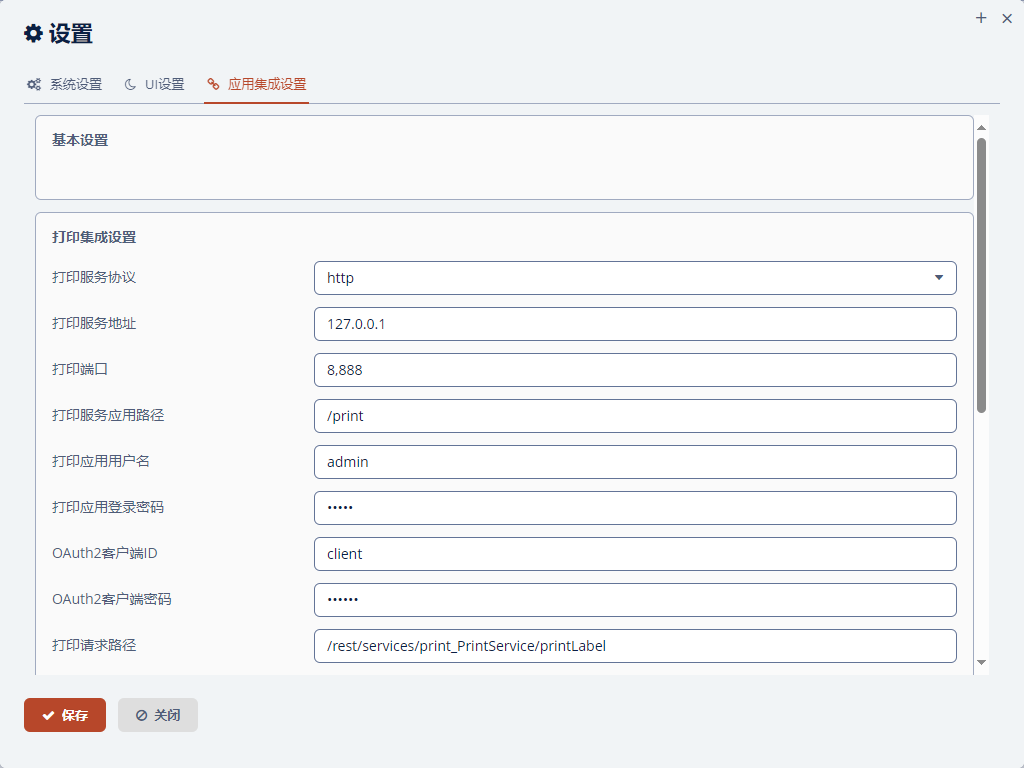 设置
系统设置 UI设置 应用集成设置
基本设置
打印集成设置
打印服务协议 http
打印服务地址 127.0.0.1
打印端口 8,888
打印服务应用路径 /print
打印应用用户名 admin
打印应用登录密码 •••••
OAuth2客户端ID client
OAuth2客户端密码 ••••••
打印请求路径 /rest/services/print_PrintService/printLabel
保存 关闭